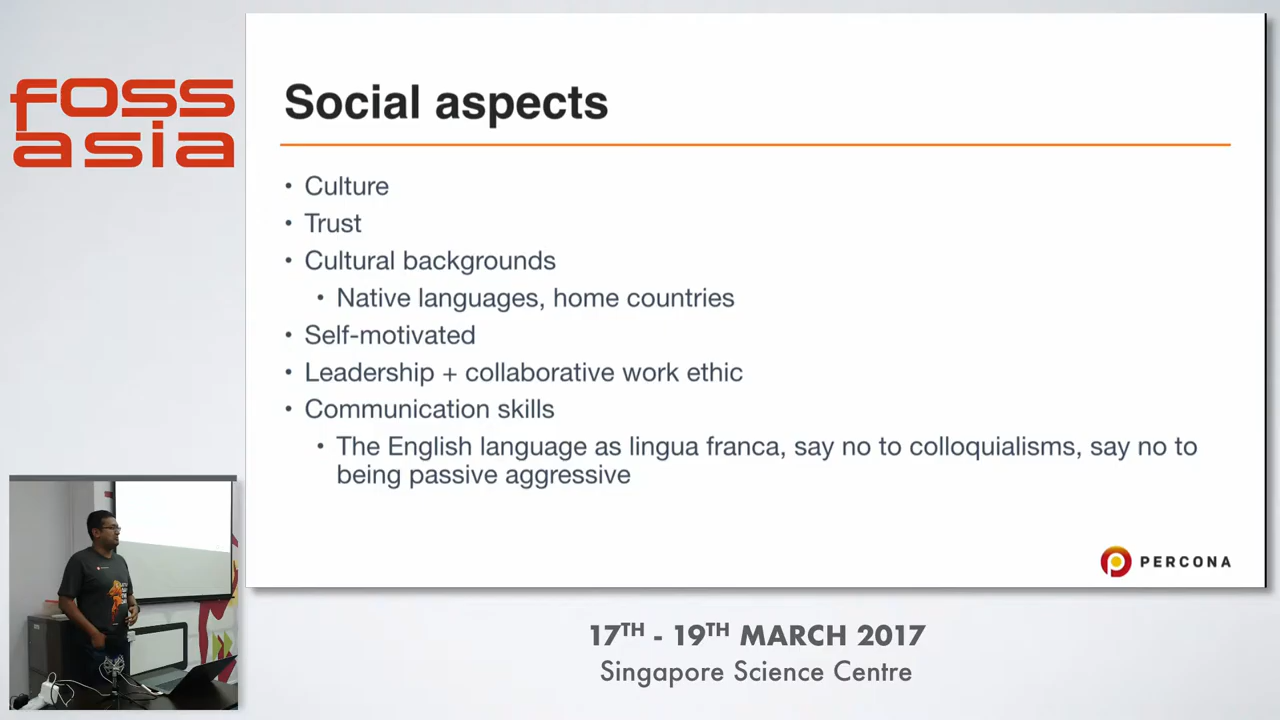 foss
asia
Social aspects
• Culture
• Trust
• Cultural backgrounds
• Native languages, home countries
• Self-motivated
• Leadership + collaborative work ethic
• Communication skills
• The English language as lingua franca, say no to colloquialisms, say no to
being passive aggressive
PERCONA
17TH - 19TH MARCH 2017
Singapore Science Centre